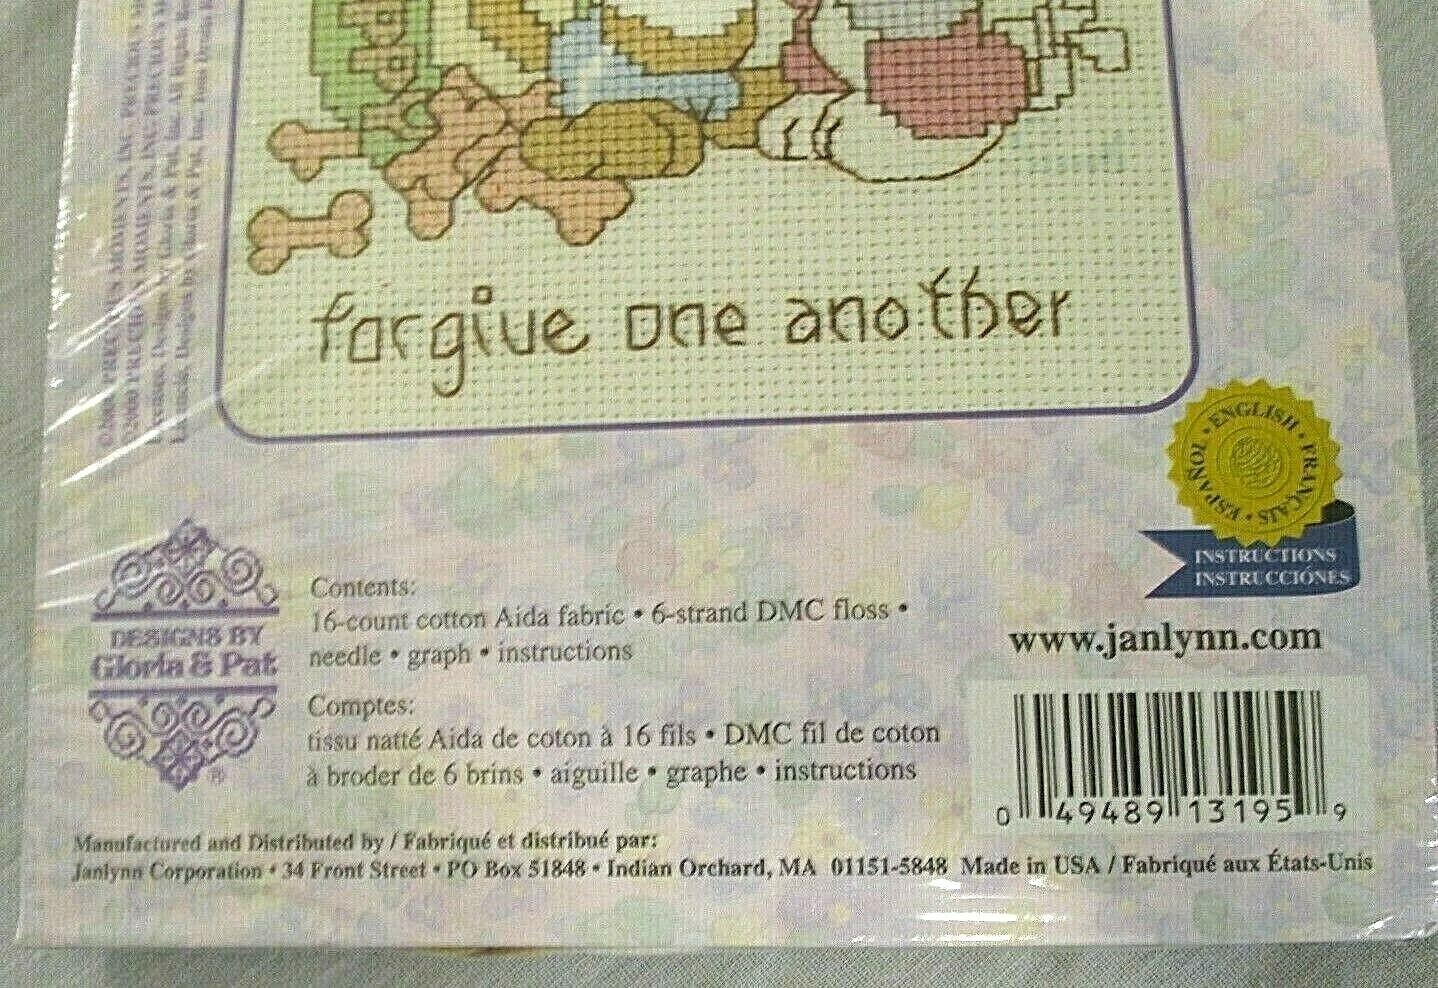 forgive one another
ENGLISH • FRANÇAIS • ESPAÑOL •
INSTRUCTIONS
INSTRUCCIÓNES
DESIGNS BY
Gloria & Pat
®
Contents:
16-count cotton Aida fabric • 6-strand DMC floss •
needle • graph • instructions
Comptes:
tissu natté Aida de coton à 16 fils • DMC fil de coton
à broder de 6 brins • aiguille • graphe • instructions
www.janlynn.com
0 49489 13195 9
Manufactured and Distributed by / Fabriqué et distribué par:
Janlynn Corporation • 34 Front Street • PO Box 51848 • Indian Orchard, MA 01151-5848 Made in USA / Fabriqué aux États-Unis